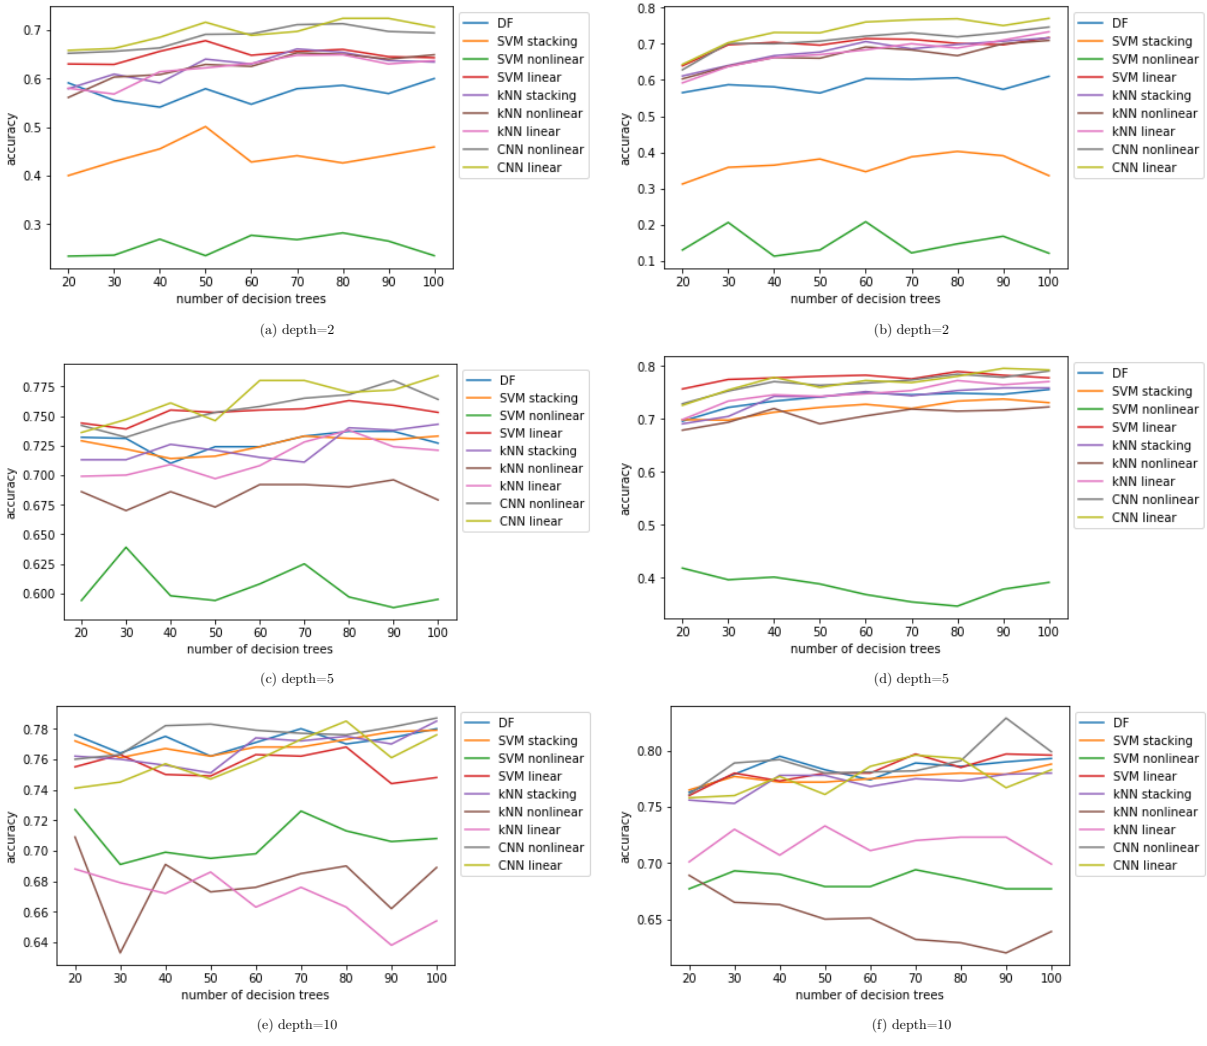 0.7
0.6
0.5
0.4
0.3
accuracy
20 30 40 50 60 70 80 90 100
number of decision trees
DF
SVM stacking
SVM nonlinear
SVM linear
kNN stacking
kNN nonlinear
kNN linear
CNN nonlinear
CNN linear
(a) depth=2
0.8
0.7
0.6
0.5
0.4
0.3
0.2
0.1
accuracy
20 30 40 50 60 70 80 90 100
number of decision trees
DF
SVM stacking
SVM nonlinear
SVM linear
kNN stacking
kNN nonlinear
kNN linear
CNN nonlinear
CNN linear
(b) depth=2
0.775
0.750
0.725
0.700
0.675
0.650
0.625
0.600
accuracy
20 30 40 50 60 70 80 90 100
number of decision trees
DF
SVM stacking
SVM nonlinear
SVM linear
kNN stacking
kNN nonlinear
kNN linear
CNN nonlinear
CNN linear
(c) depth=5
0.8
0.7
0.6
0.5
0.4
accuracy
20 30 40 50 60 70 80 90 100
number of decision trees
DF
SVM stacking
SVM nonlinear
SVM linear
kNN stacking
kNN nonlinear
kNN linear
CNN nonlinear
CNN linear
(d) depth=5
0.78
0.76
0.74
0.72
0.70
0.68
0.66
0.64
accuracy
20 30 40 50 60 70 80 90 100
number of decision trees
DF
SVM stacking
SVM nonlinear
SVM linear
kNN stacking
kNN nonlinear
kNN linear
CNN nonlinear
CNN linear
(e) depth=10
0.80
0.75
0.70
0.65
accuracy
20 30 40 50 60 70 80 90 100
number of decision trees
DF
SVM stacking
SVM nonlinear
SVM linear
kNN stacking
kNN nonlinear
kNN linear
CNN nonlinear
CNN linear
(f) depth=10